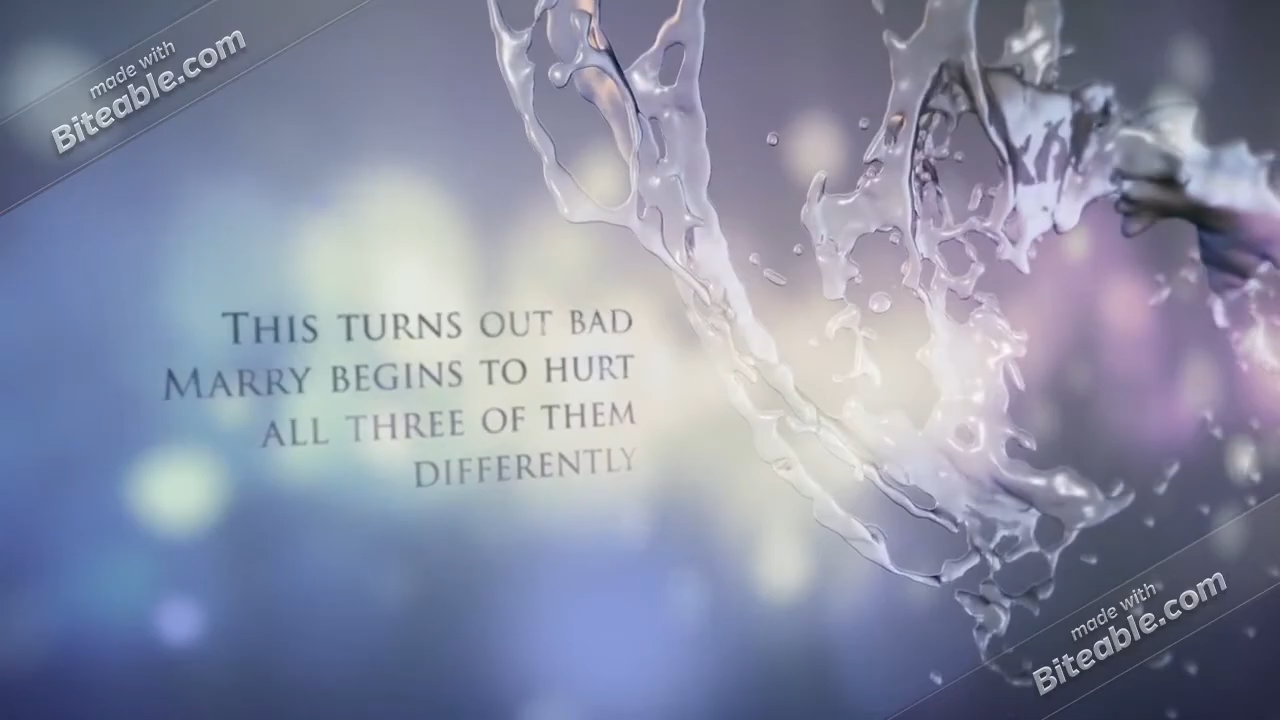 made with
Biteable.com
THIS TURNS OUT BAD
MARRY BEGINS TO HURT
ALL THREE OF THEM
DIFFERENTLY
made with
Biteable.com